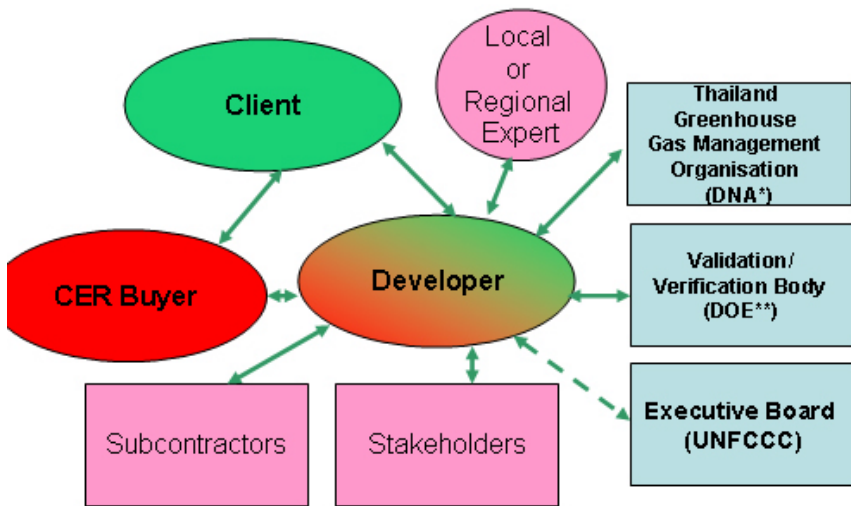 Local
or
Regional
Expert
Client
Thailand
Greenhouse
Gas Management
Organisation
(DNA*)
CER Buyer
Developer
Validation/
Verification Body
(DOE**)
Subcontractors
Stakeholders
Executive Board
(UNFCCC)